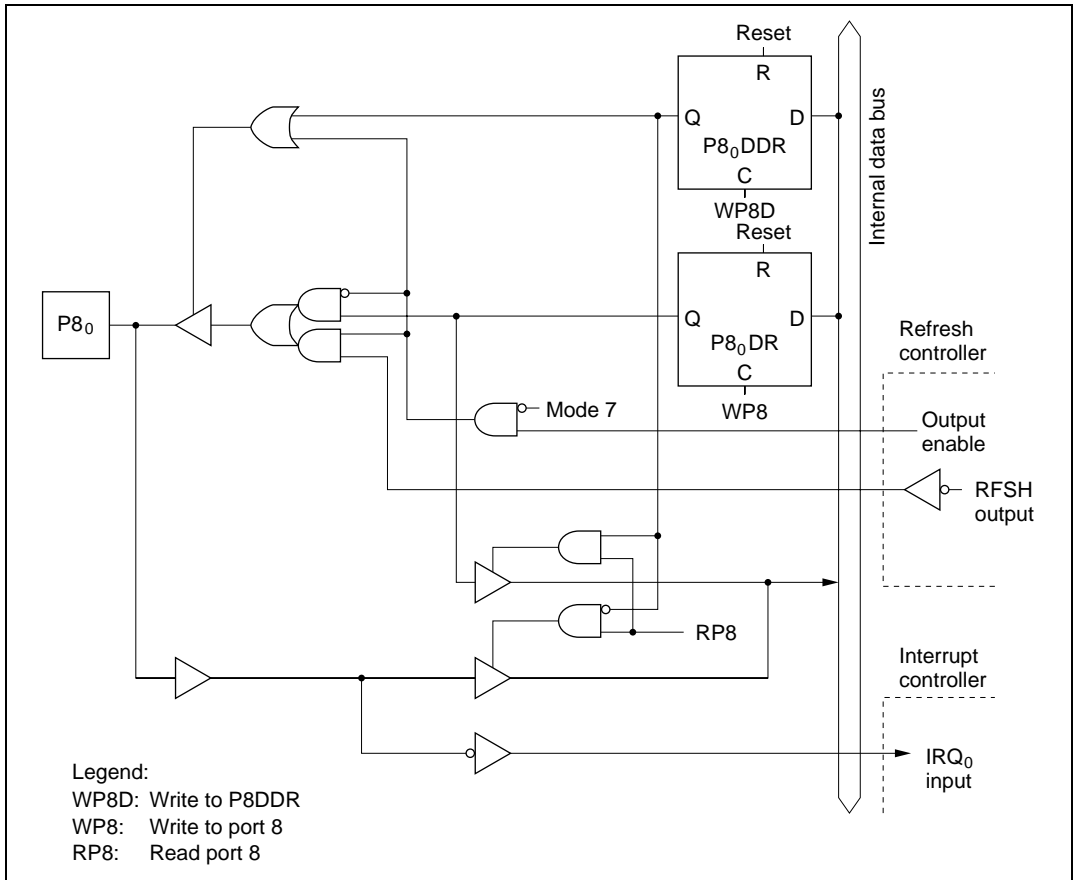 Reset
R
Q
D
P8₀DDR
C
WP8D
Internal data bus
Reset
R
P8₀
Q
D
P8₀DR
C
WP8
Refresh
controller
Mode 7
Output
enable
RFSH
output
RP8
Interrupt
controller
IRQ₀
input
Legend:
WP8D: Write to P8DDR
WP8: Write to port 8
RP8: Read port 8